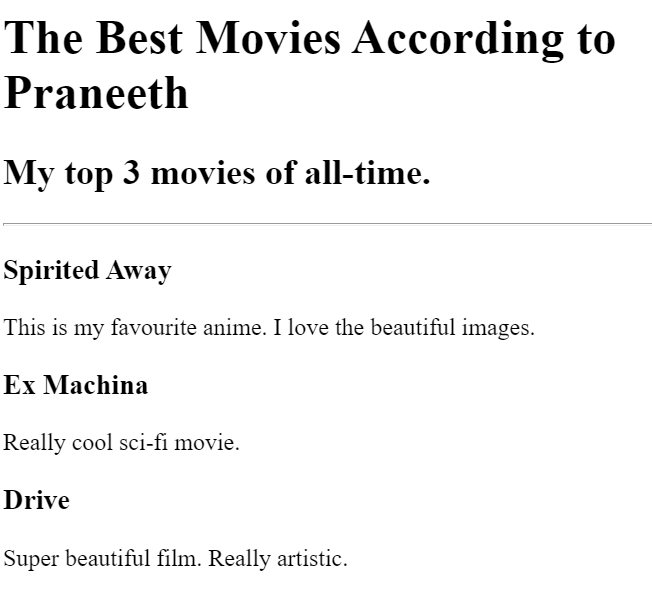 The Best Movies According to
Praneeth
My top 3 movies of all-time.
Spirited Away
This is my favourite anime. I love the beautiful images.
Ex Machina
Really cool sci-fi movie.
Drive
Super beautiful film. Really artistic.